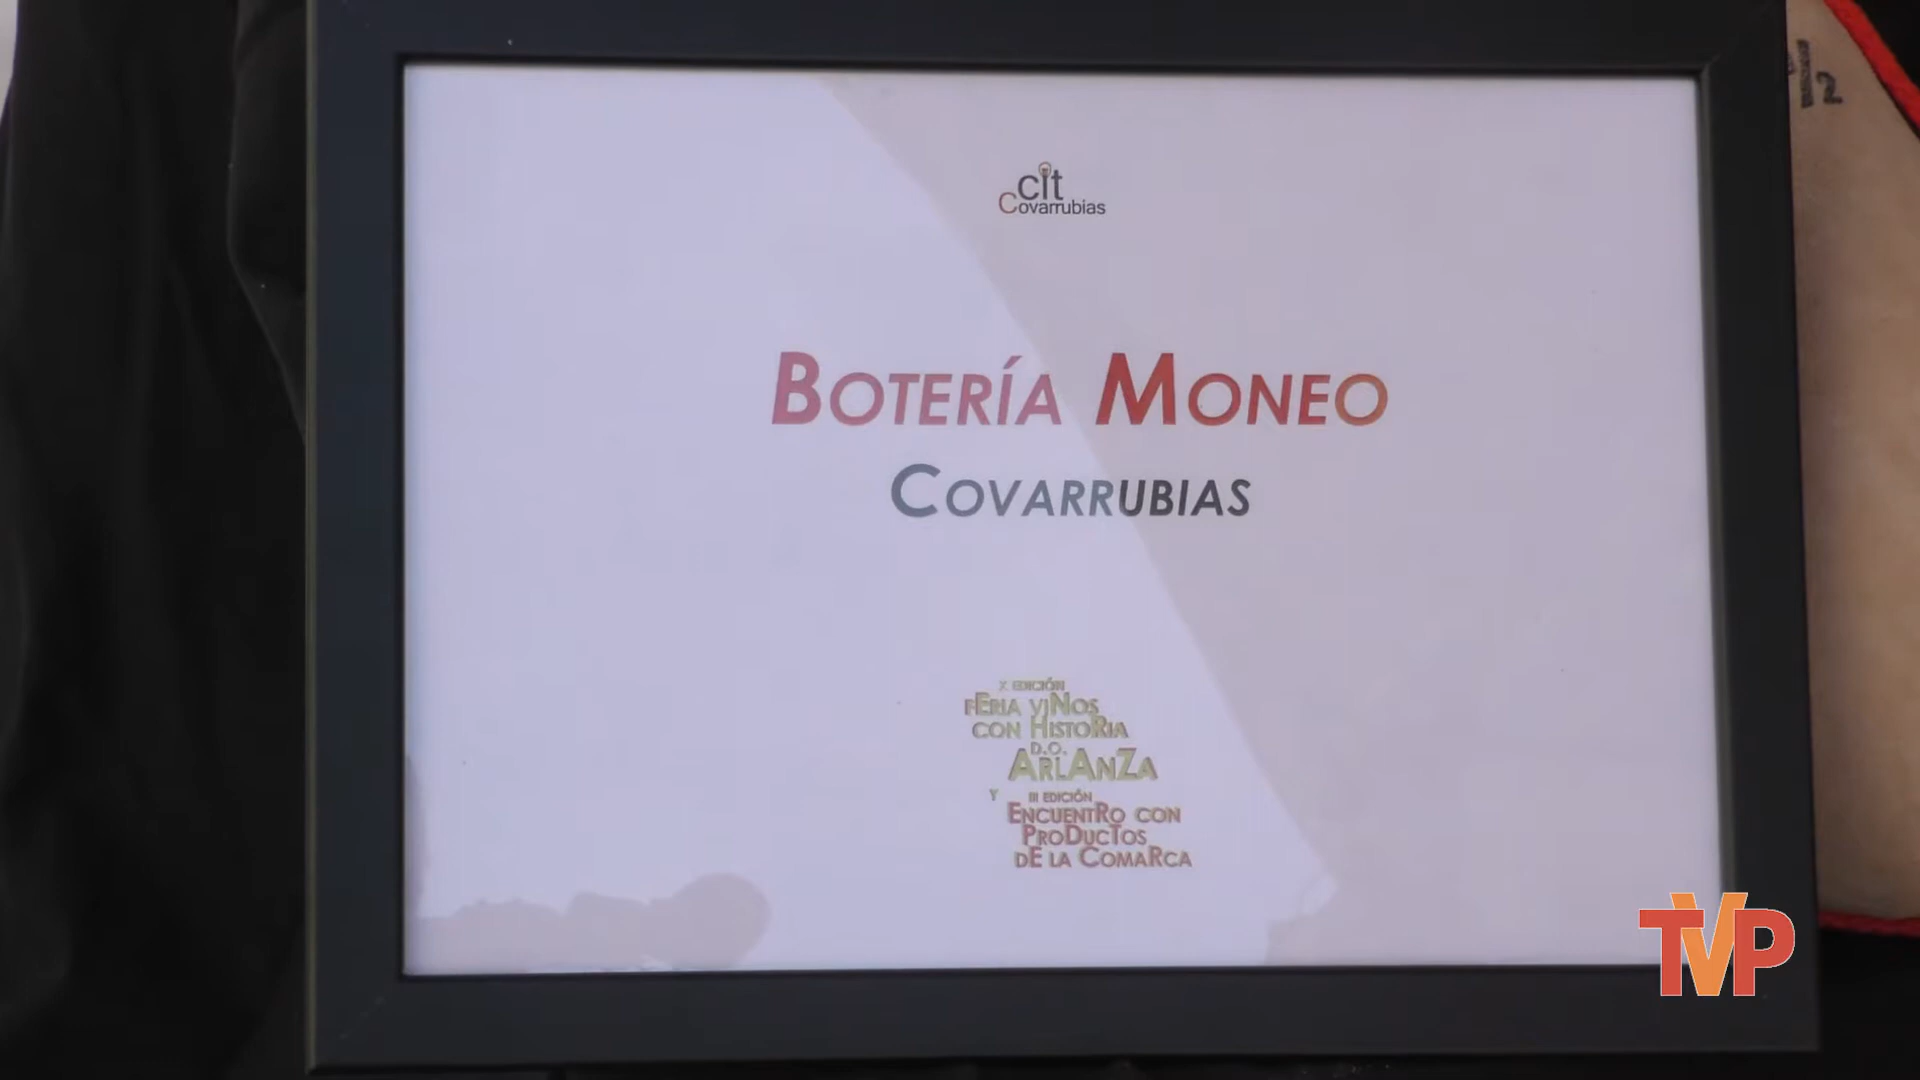 cit
Covarrubias
BOTERÍA MONEO
COVARRUBIAS
X EDICIÓN
FERIA VINOS
CON HISTORIA
D.O.
ARLANZA
Y III EDICIÓN
ENCUENTRO CON
PRODUCTOS
DE LA COMARCA
TVP